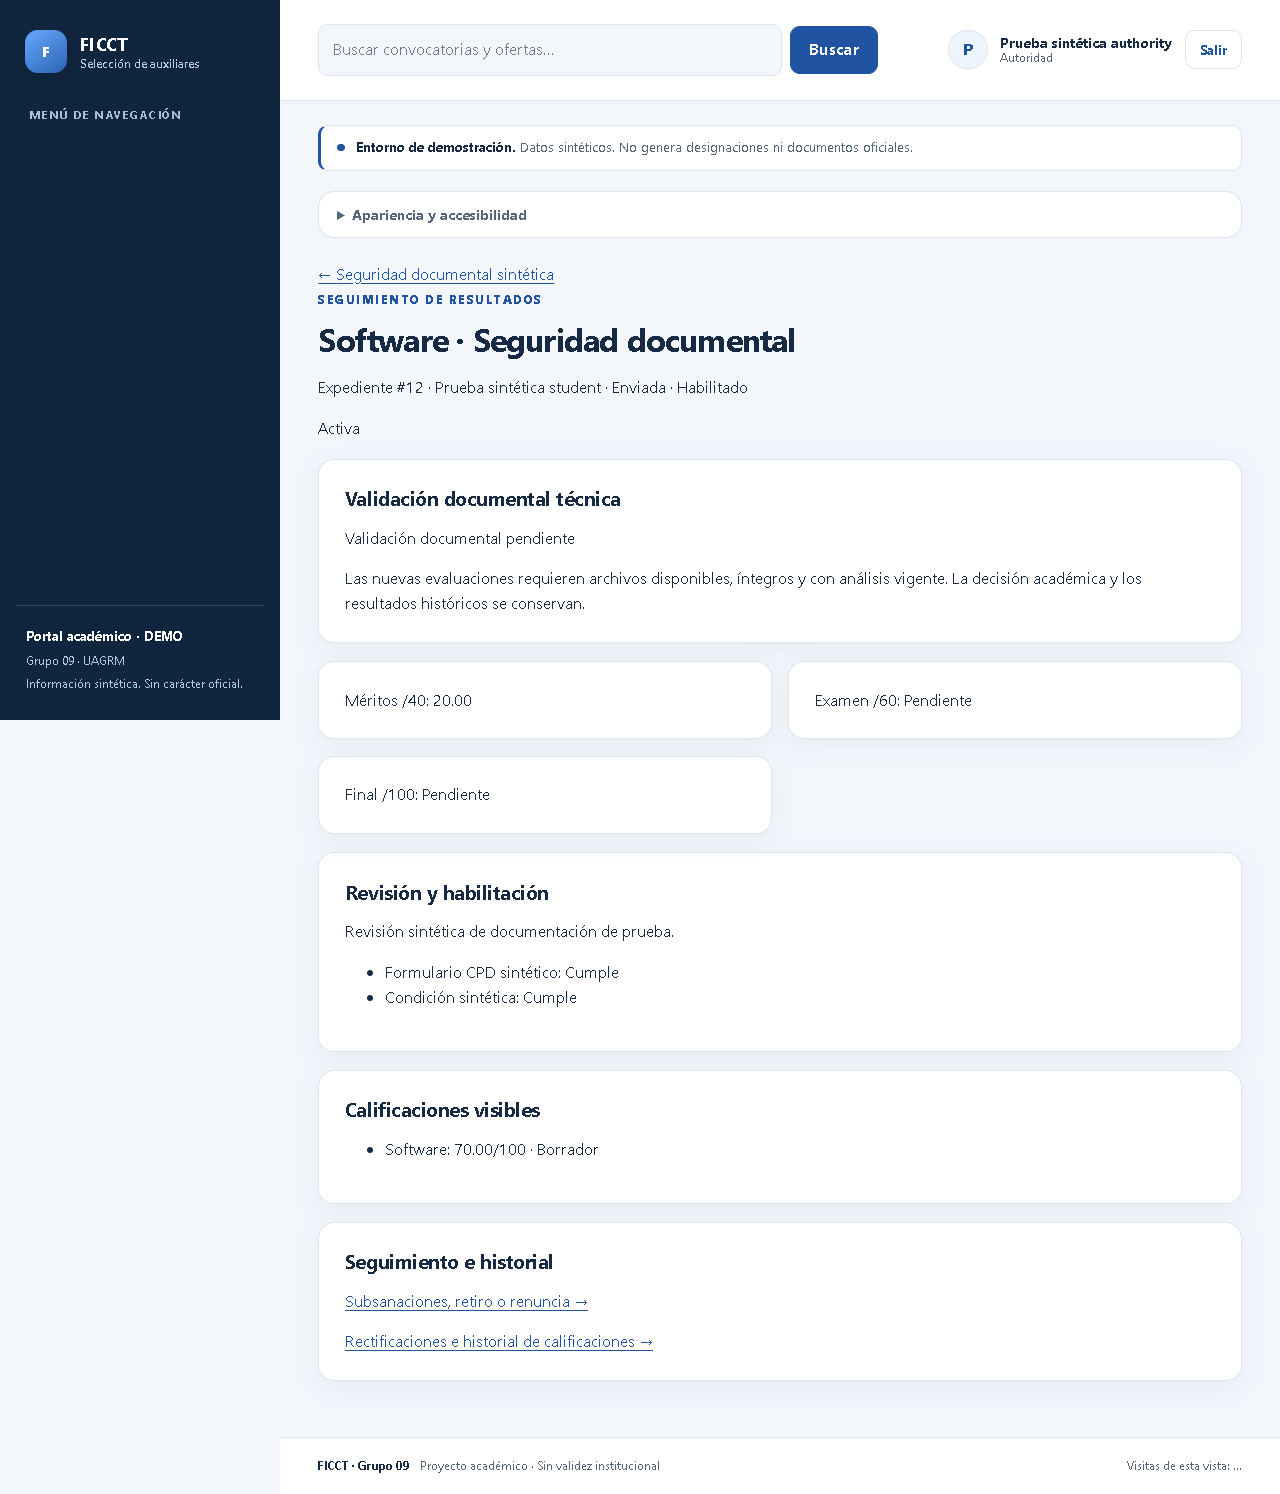 F
FICCT
Selección de auxiliares
MENÚ DE NAVEGACIÓN
Portal académico · DEMO
Grupo 09 · UAGRM
Información sintética. Sin carácter oficial.
Buscar convocatorias y ofertas...
Buscar
P
Prueba sintética authority
Autoridad
Salir
Entorno de demostración. Datos sintéticos. No genera designaciones ni documentos oficiales.
▶ Apariencia y accesibilidad
← Seguridad documental sintética
SEGUIMIENTO DE RESULTADOS
Software · Seguridad documental
Expediente #12 · Prueba sintética student · Enviada · Habilitado
Activa
Validación documental técnica
Validación documental pendiente
Las nuevas evaluaciones requieren archivos disponibles, íntegros y con análisis vigente. La decisión académica y los
resultados históricos se conservan.
Méritos /40: 20.00
Examen /60: Pendiente
Final /100: Pendiente
Revisión y habilitación
Revisión sintética de documentación de prueba.
• Formulario CPD sintético: Cumple
• Condición sintética: Cumple
Calificaciones visibles
• Software: 70.00/100 · Borrador
Seguimiento e historial
Subsanaciones, retiro o renuncia →
Rectificaciones e historial de calificaciones →
FICCT · Grupo 09 Proyecto académico · Sin validez institucional
Visitas de esta vista: ...